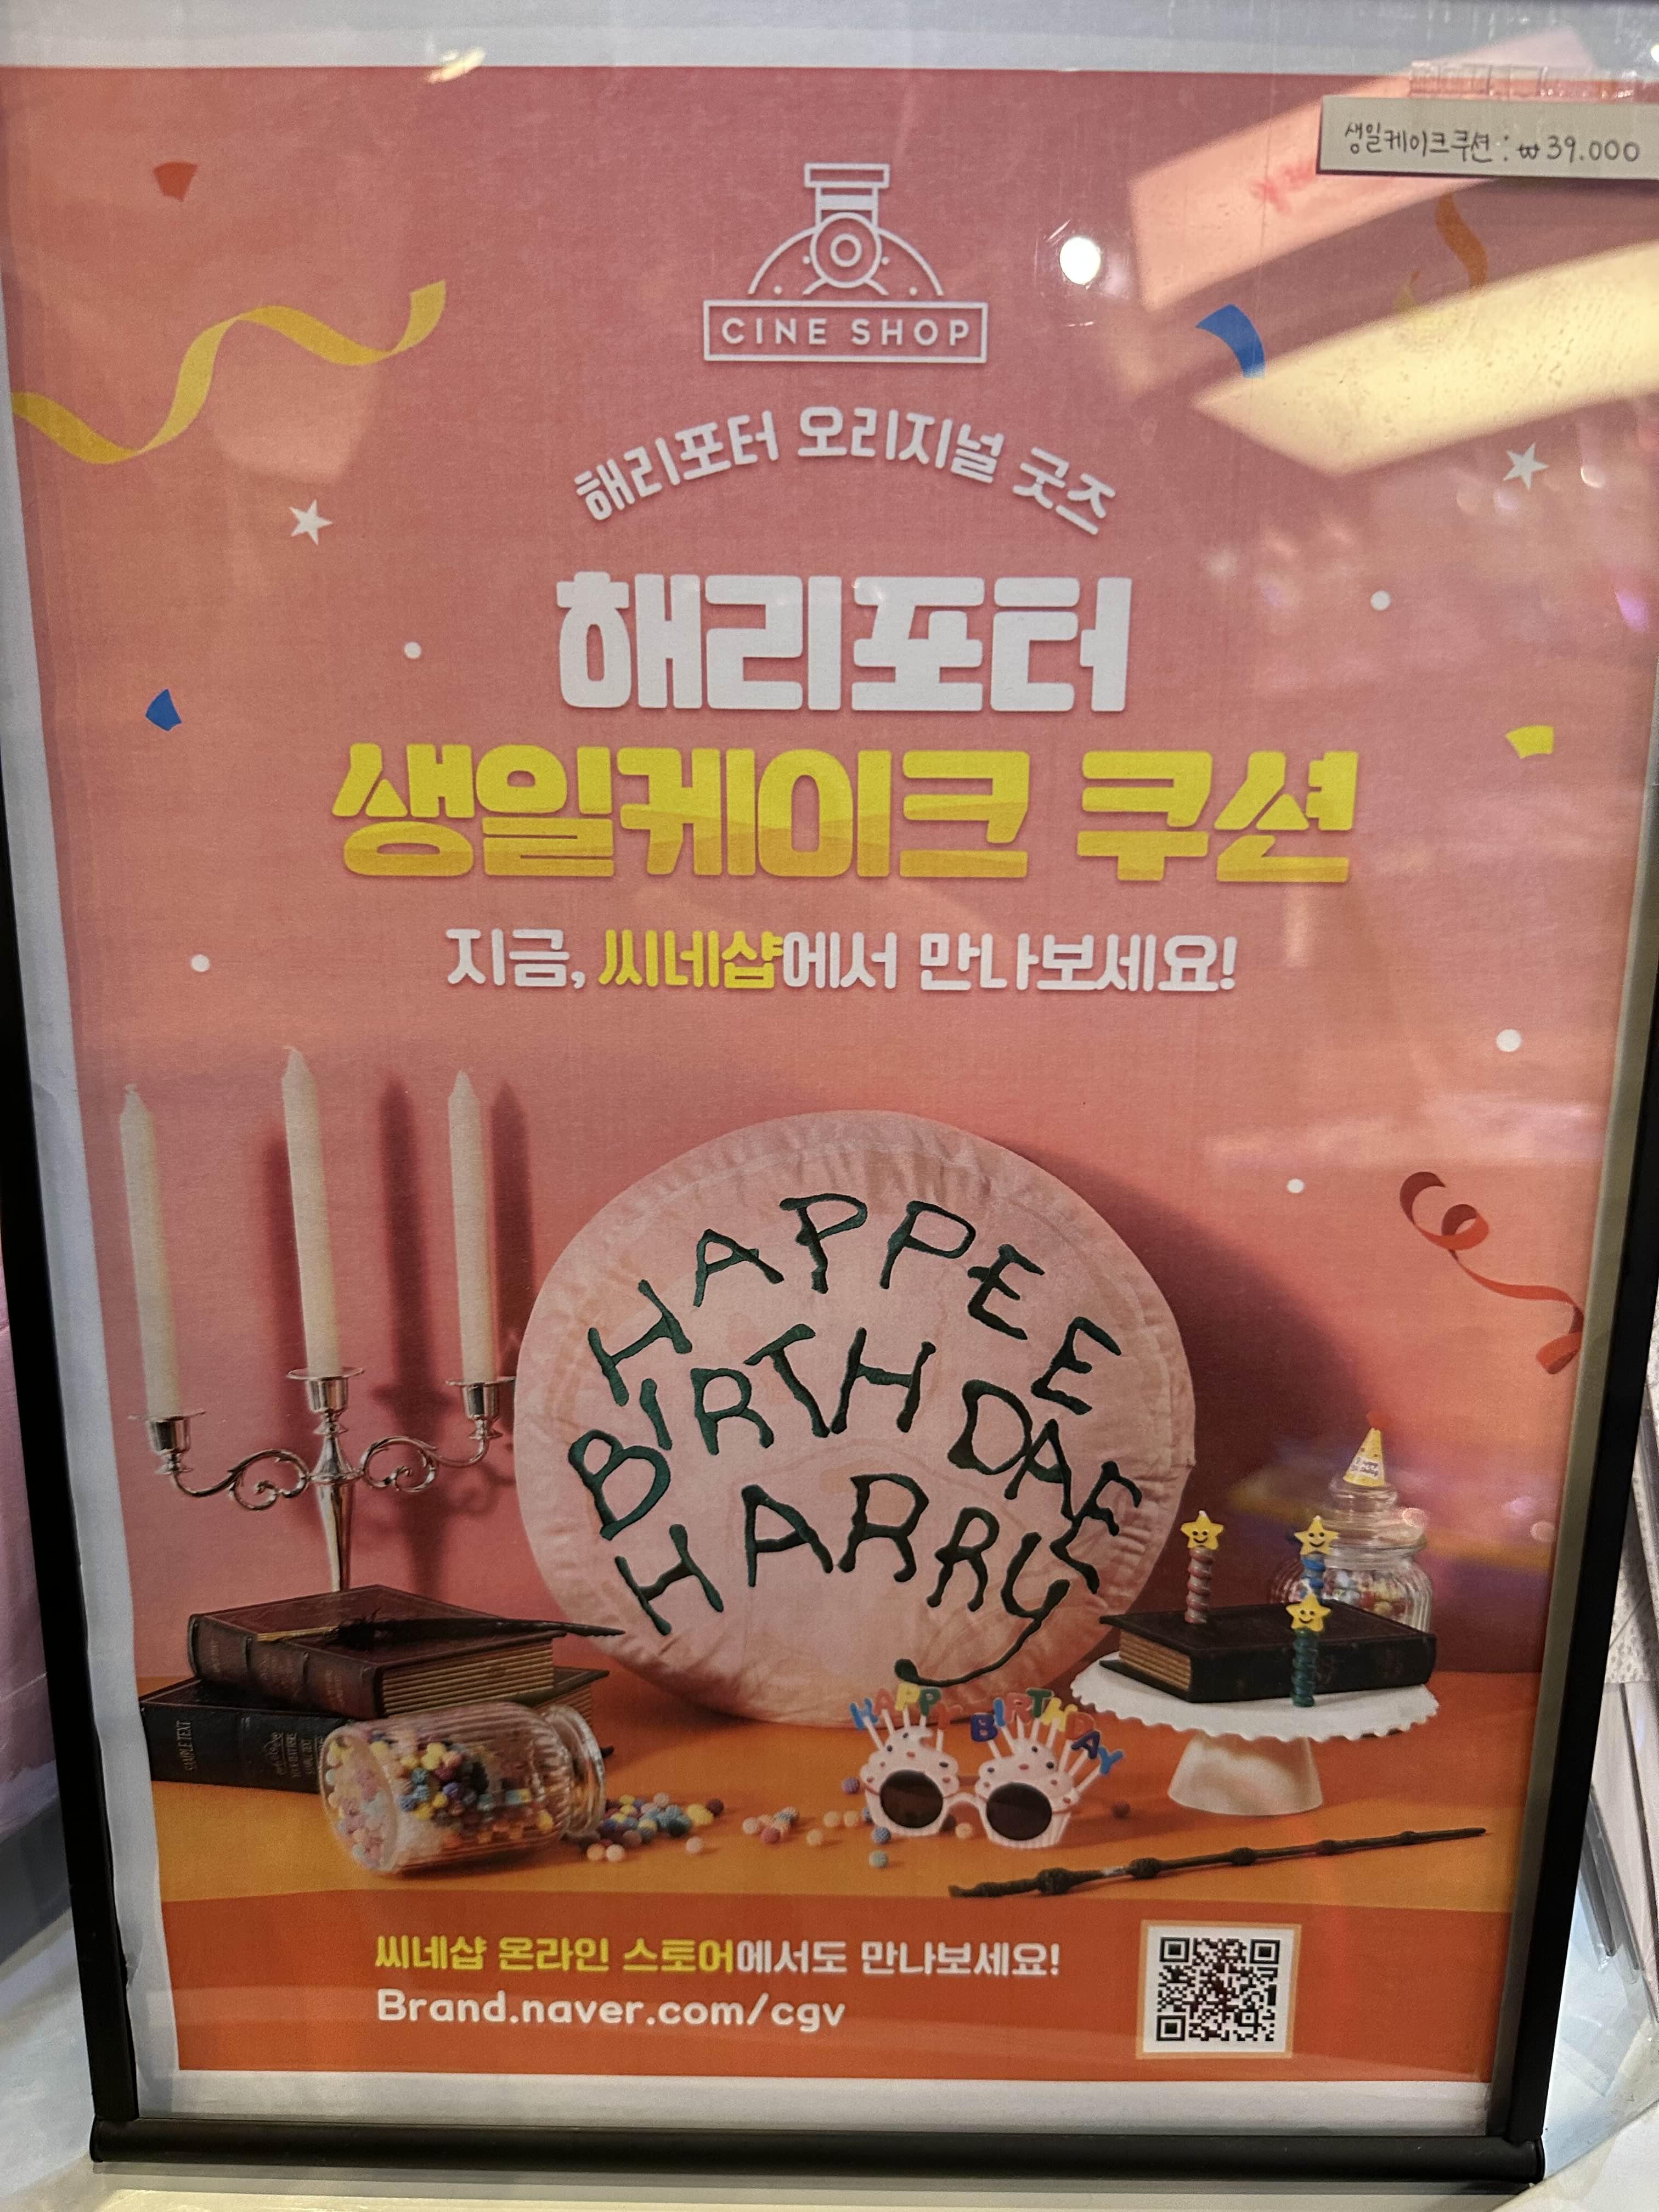 생일케이크쿠션 : ₩39.000
CINE SHOP
해리포터 오리지널 굿즈
해리포터
생일케이크 쿠션
지금, 씨네샵에서 만나보세요!
HAPPEE
BIRTHDAE
HARRY
HAPPY BIRTHDAY
SAMPLE TEXT
씨네샵 온라인 스토어에서도 만나보세요!
Brand.naver.com/cgv